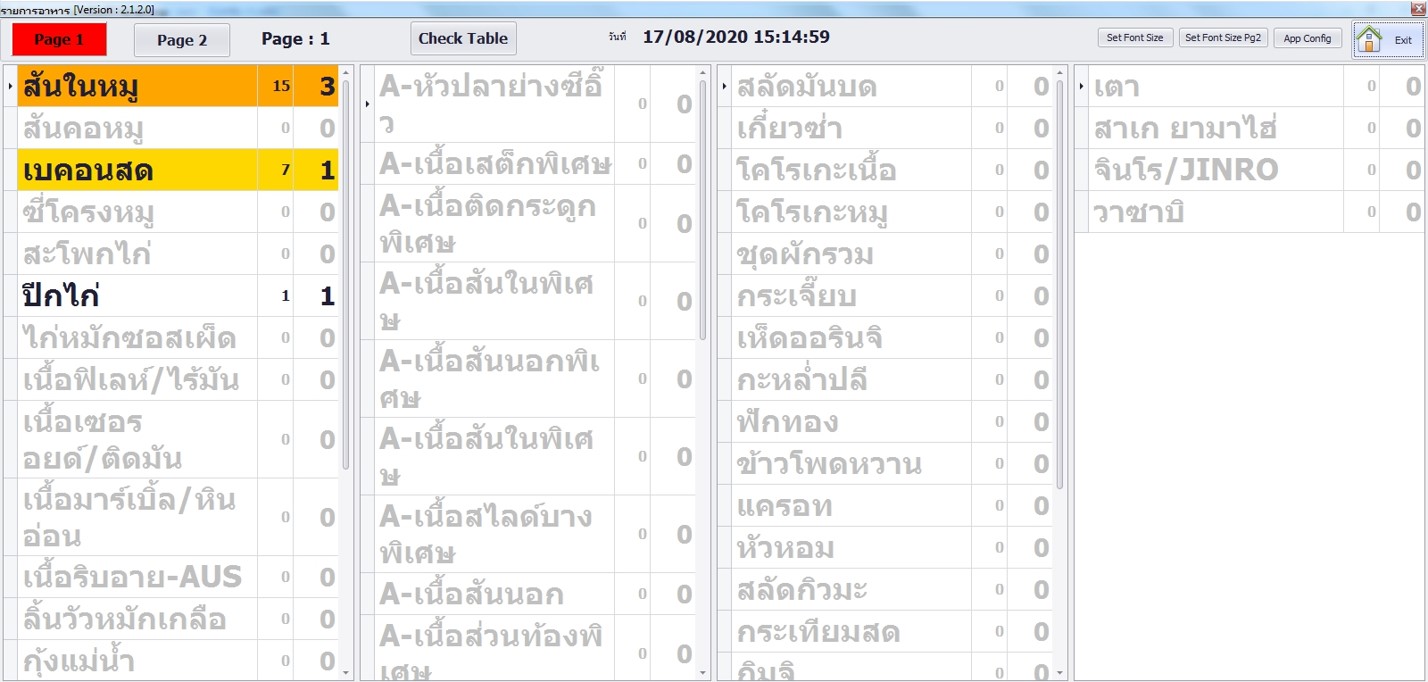 รายการอาหาร [Version : 2.1.2.0]
Page 1 Page 2 Page : 1 Check Table วันที่ 17/08/2020 15:14:59 Set Font Size Set Font Size Pg2 App Config Exit
สันในหมู 15 3
สันคอหมู 0 0
เบคอนสด 7 1
ซี่โครงหมู 0 0
สะโพกไก่ 0 0
ปีกไก่ 1 1
ไก่หมักซอสเผ็ด 0 0
เนื้อฟิเลห์/ไร้มัน 0 0
เนื้อเซอร
อยด์/ติดมัน 0 0
เนื้อมาร์เบิ้ล/หิน
อ่อน 0 0
เนื้อริบอาย-AUS 0 0
ลิ้นวัวหมักเกลือ 0 0
กุ้งแม่น้ำ 0 0
A-หัวปลาย่างซีอิ๊
ว 0 0
A-เนื้อเสต็กพิเศษ 0 0
A-เนื้อติดกระดูก
พิเศษ 0 0
A-เนื้อสันในพิเศ
ษ 0 0
A-เนื้อสันนอกพิเ
ศษ 0 0
A-เนื้อสันในพิเศ
ษ 0 0
A-เนื้อสไลด์บาง
พิเศษ 0 0
A-เนื้อสันนอก 0 0
A-เนื้อส่วนท้องพิ
เศษ 0 0
สลัดมันบด 0 0
เกี๋ยวซ่า 0 0
โคโรเกะเนื้อ 0 0
โคโรเกะหมู 0 0
ชุดผักรวม 0 0
กระเจี๊ยบ 0 0
เห็ดออรินจิ 0 0
กะหล่ำปลี 0 0
ฟักทอง 0 0
ข้าวโพดหวาน 0 0
แครอท 0 0
หัวหอม 0 0
สลัดกิวมะ 0 0
กระเทียมสด 0 0
กิมจิ 0 0
เตา 0 0
สาเก ยามาไฮ่ 0 0
จินโร/JINRO 0 0
วาซาบิ 0 0